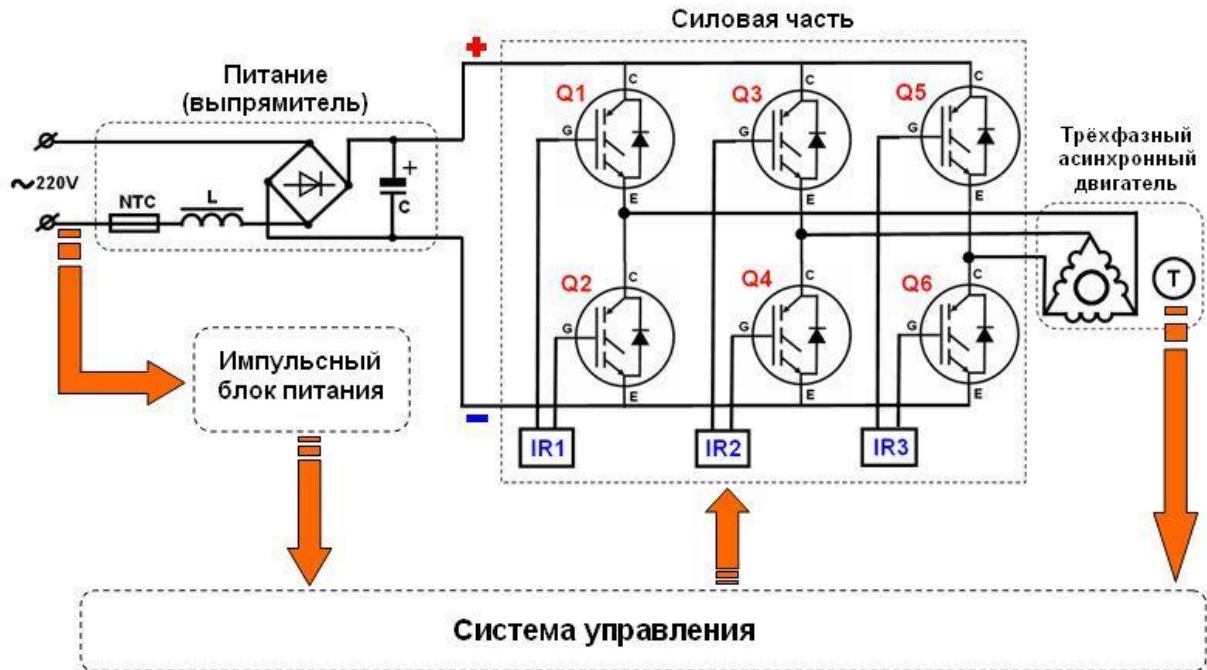 Силовая часть
Питание
(выпрямитель)
+
Q1
Q3
Q5
C
C
C
G
G
G
E
E
E
Трёхфазный
асинхронный
двигатель
~220V
NTC
L
+
C
Q2
Q4
Q6
C
C
C
G
G
G
E
E
E
T
Импульсный
блок питания
–
IR1
IR2
IR3
Система управления